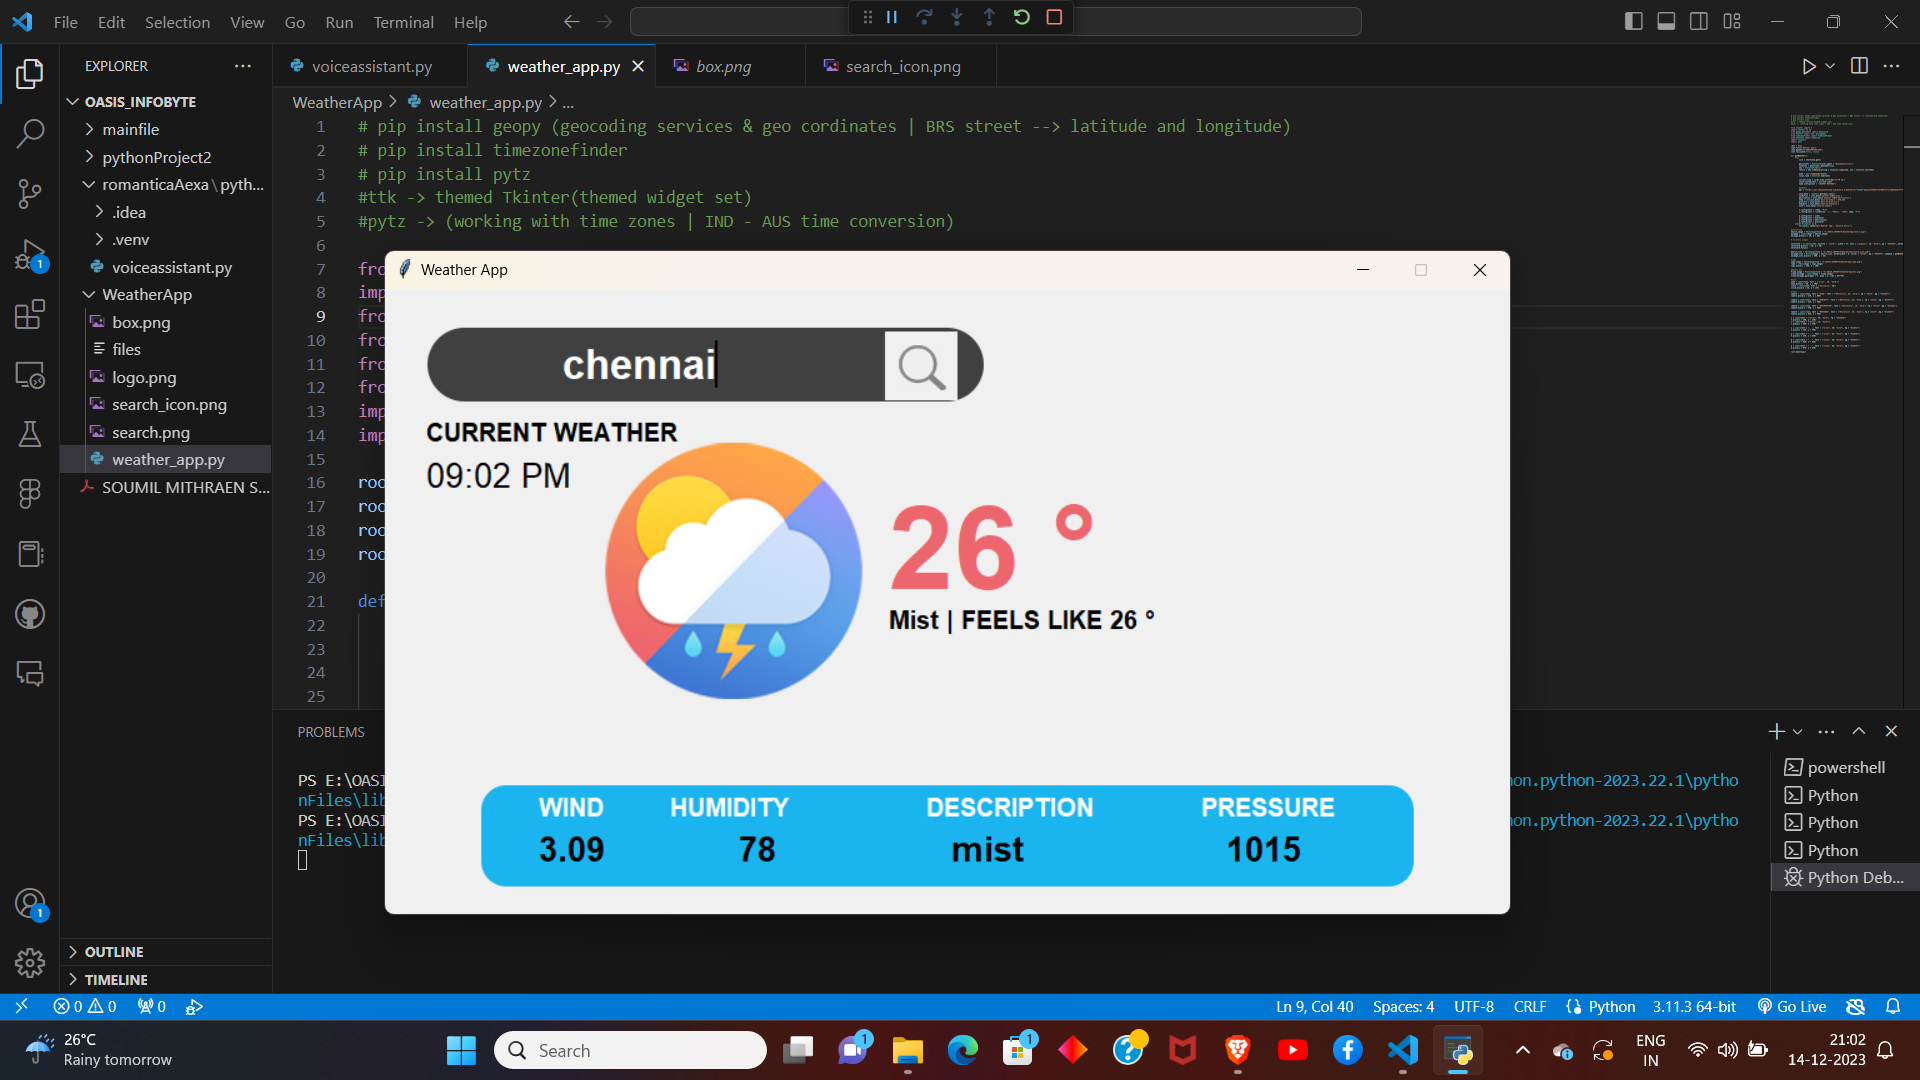 File Edit Selection View Go Run Terminal Help
EXPLORER
voiceassistant.py
weather_app.py
box.png
search_icon.png
OASIS_INFOBYTE
mainfile
pythonProject2
romanticaAexa\pyth...
.idea
.venv
voiceassistant.py
WeatherApp
box.png
files
logo.png
search_icon.png
search.png
weather_app.py
SOUMIL MITHRAEN S...
OUTLINE
TIMELINE
1
1
WeatherApp > weather_app.py > ...
1 # pip install geopy (geocoding services & geo cordinates | BRS street --> latitude and longitude)
2 # pip install timezonefinder
3 # pip install pytz
4 #ttk -> themed Tkinter(themed widget set)
5 #pytz -> (working with time zones | IND - AUS time conversion)
6
7 fro
8 imp
9 fro
10 fro
11 fro
12 fro
13 imp
14 imp
15
16 roo
17 roo
18 roo
19 roo
20
21 def
22
23
24
25
Weather App
chennai
CURRENT WEATHER
09:02 PM
26 °
Mist | FEELS LIKE 26 °
WIND HUMIDITY DESCRIPTION PRESSURE
3.09 78 mist 1015
PROBLEMS
PS E:\OASI
hon.python-2023.22.1\pytho
nFiles\lib
PS E:\OASI
hon.python-2023.22.1\pytho
nFiles\lib
powershell
Python
Python
Python
Python Deb...
0 0 0
Ln 9, Col 40 Spaces: 4 UTF-8 CRLF Python 3.11.3 64-bit Go Live
26°C
Rainy tomorrow
Search
1
1
ENG
IN
21:02
14-12-2023